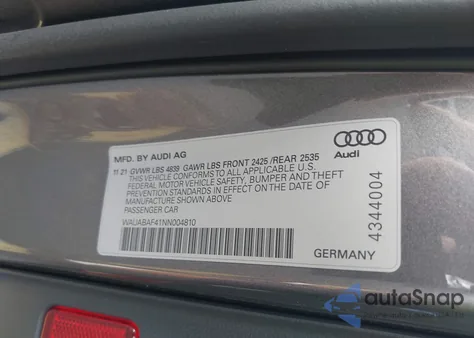 MFD. BY AUDI AG
11-21 GVWR LBS 4839 GAWR LBS FRONT 2425 /REAR 2535
THIS VEHICLE CONFORMS TO ALL APPLICABLE U.S.
FEDERAL MOTOR VEHICLE SAFETY, BUMPER AND THEFT
PREVENTION STANDARDS IN EFFECT ON THE DATE OF
MANUFACTURE SHOWN ABOVE
PASSENGER CAR
WAUABAF41NN004810
Audi
4344004
GERMANY
autoSnap